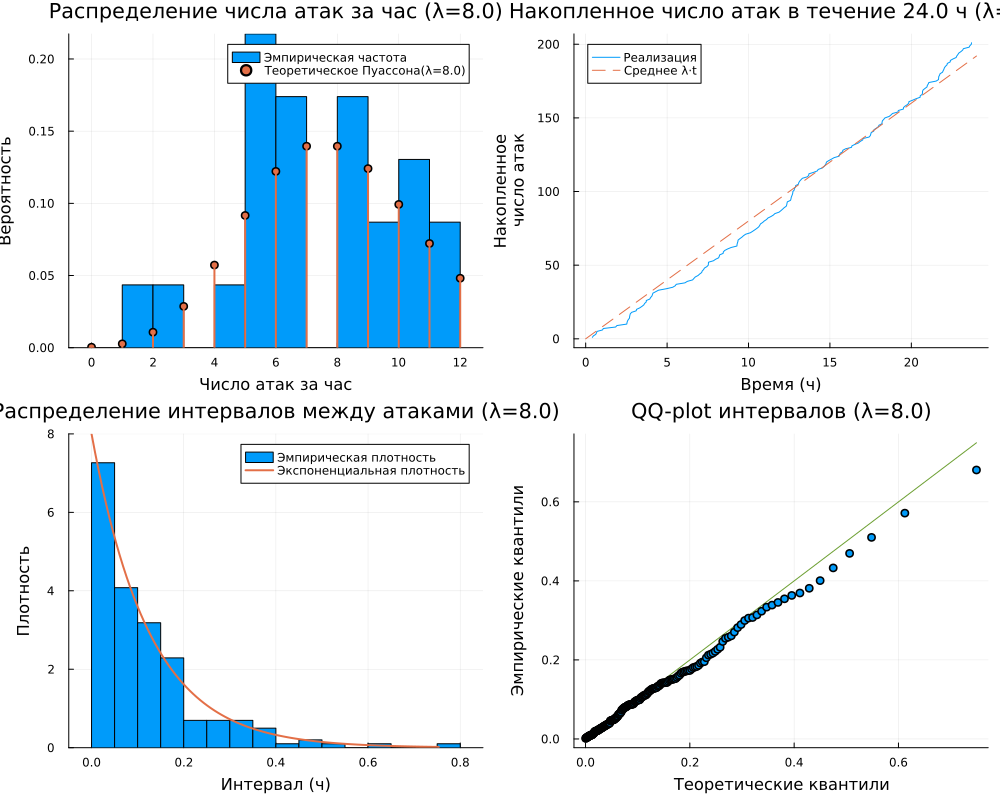 Распределение числа атак за час (λ=8.0)
Накопленное число атак в течение 24.0 ч (λ=
Вероятность
0.20
0.15
0.10
0.05
0.00
Эмпирическая частота
Теоретическое Пуассона(λ=8.0)
0 2 4 6 8 10 12
Число атак за час
Накопленное
число атак
200
150
100
50
0
Реализация
Среднее λ·t
0 5 10 15 20
Время (ч)
Распределение интервалов между атаками (λ=8.0)
QQ-plot интервалов (λ=8.0)
Плотность
8
6
4
2
0
Эмпирическая плотность
Экспоненциальная плотность
0.0 0.2 0.4 0.6 0.8
Интервал (ч)
Эмпирические квантили
0.6
0.4
0.2
0.0
0.0 0.2 0.4 0.6
Теоретические квантили